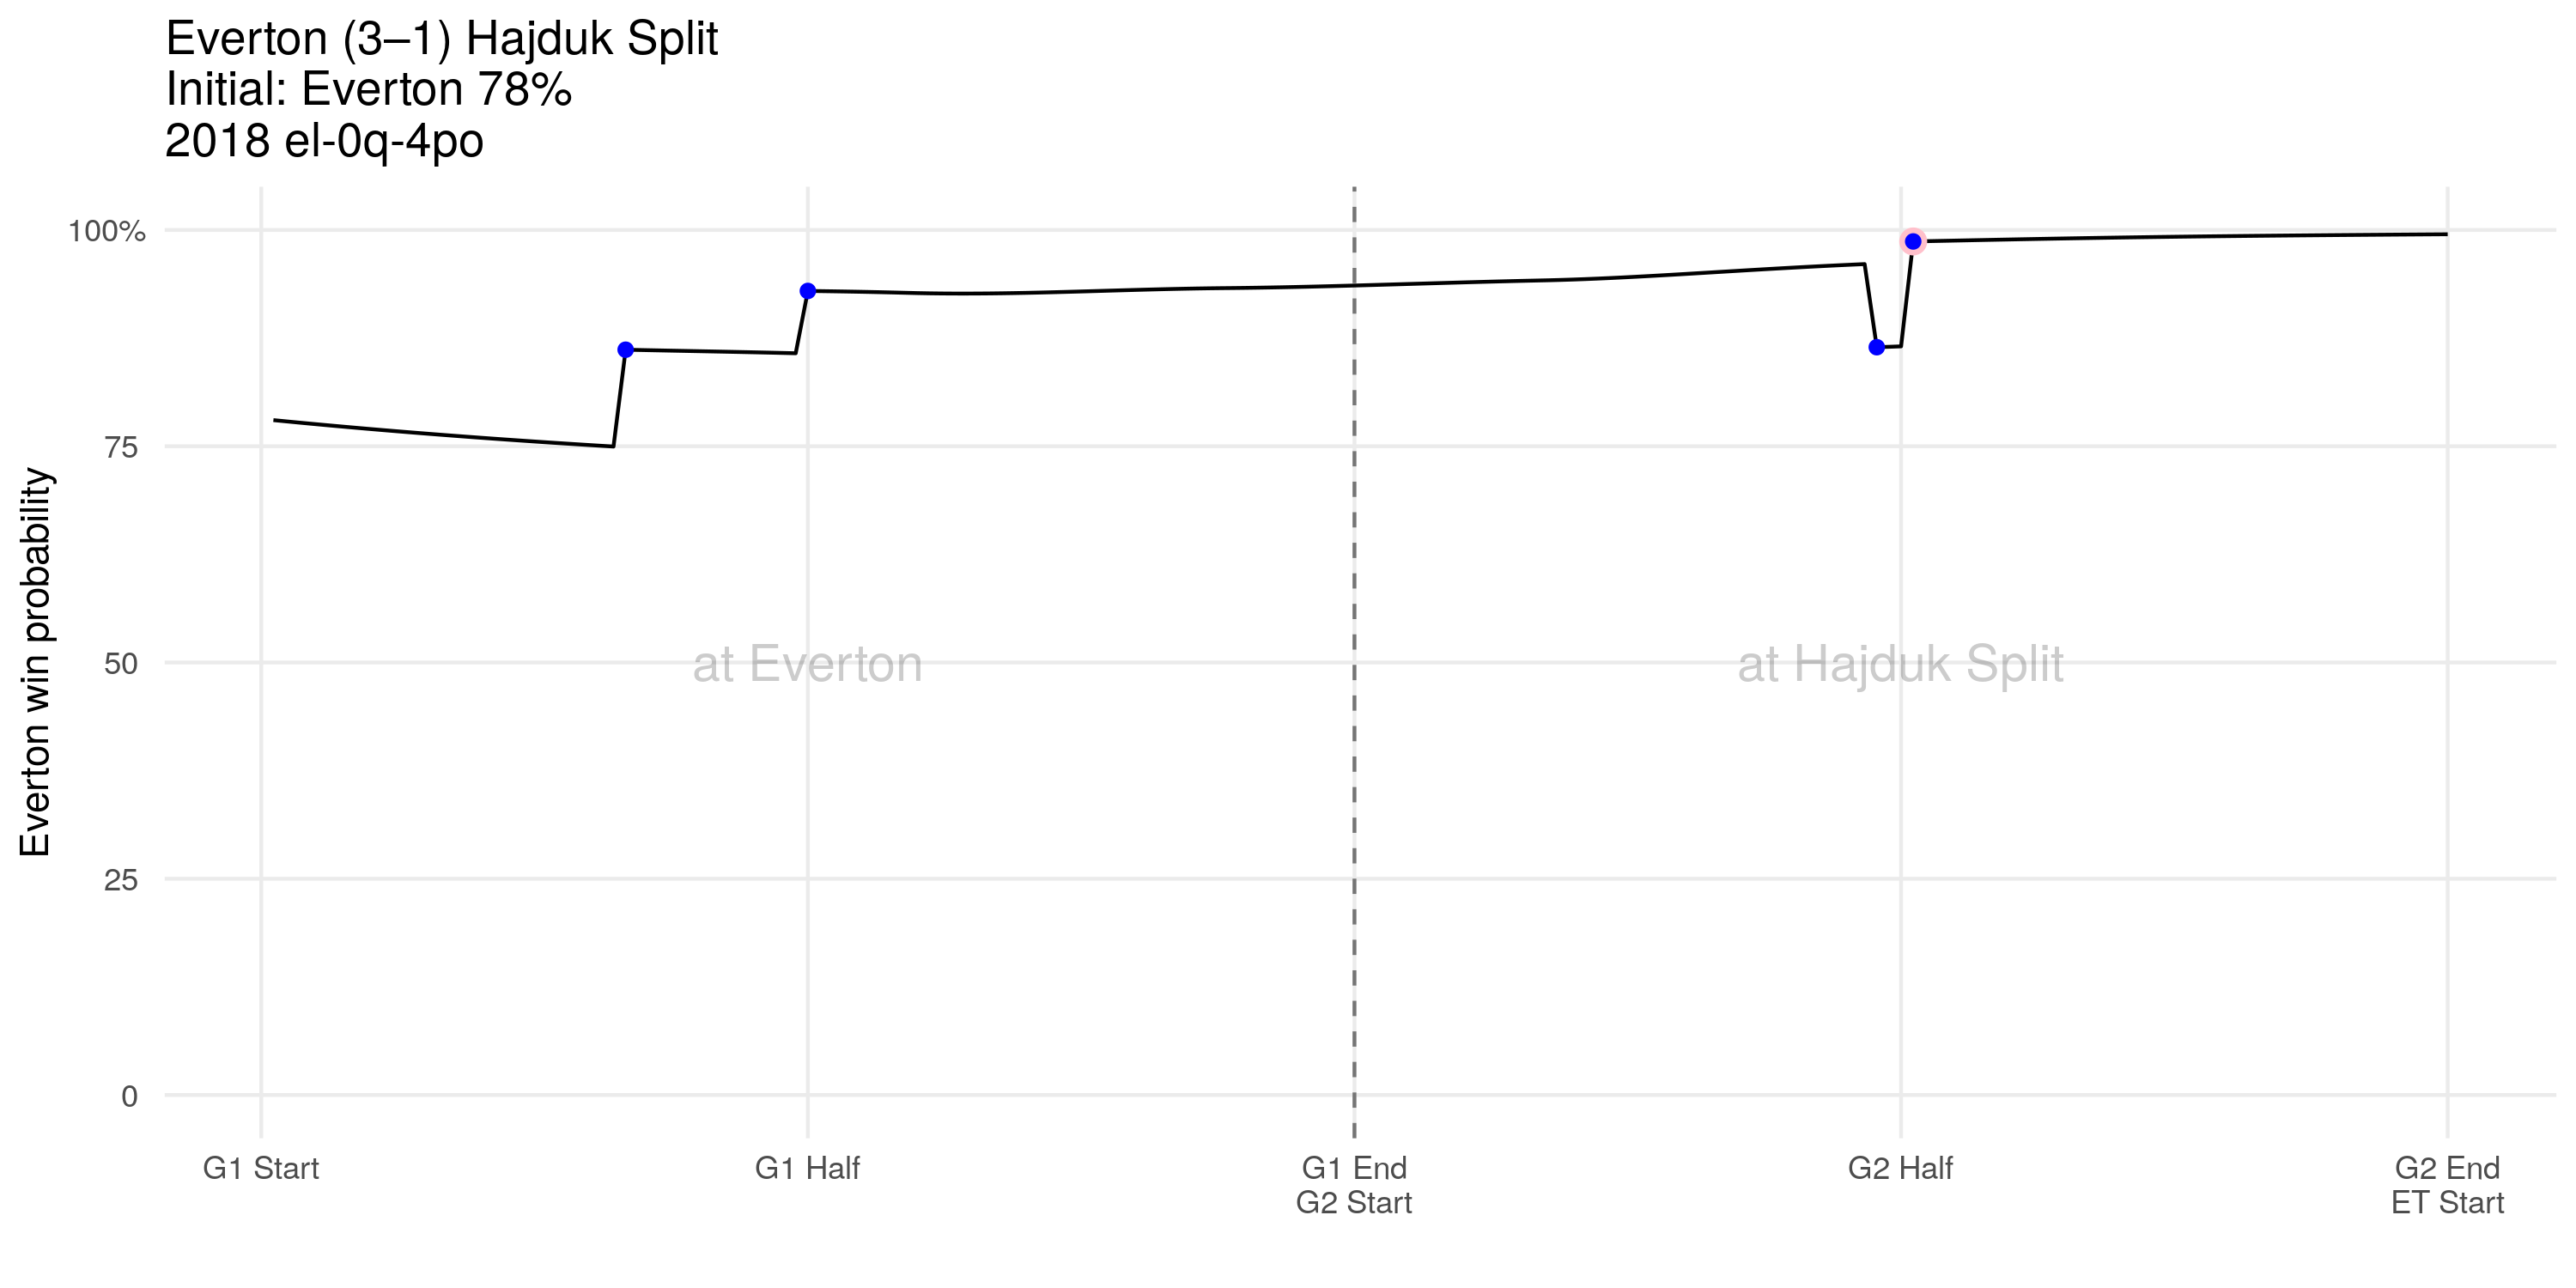 Everton (3–1) Hajduk Split
Initial: Everton 78%
2018 el-0q-4po
Everton win probability
100%
75
50
25
0
at Everton
at Hajduk Split
G1 Start
G1 Half
G1 End
G2 Start
G2 Half
G2 End
ET Start